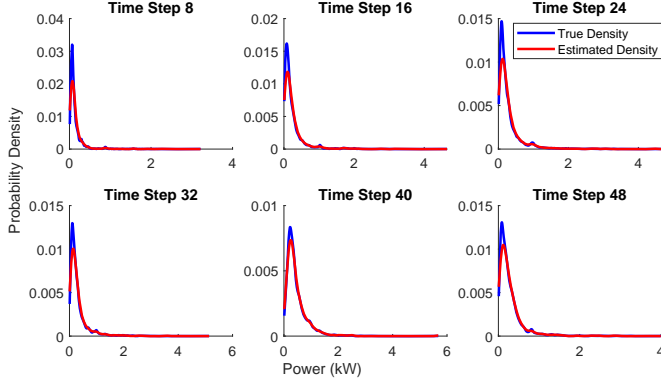 Time Step 8
Time Step 16
Time Step 24
0.04
0.03
0.02
0.01
0
0 2 4
0.02
0.015
0.01
0.005
0
0 2 4
0.015
0.01
0.005
0
0 2 4
True Density
Estimated Density
Probability Density
Time Step 32
Time Step 40
Time Step 48
0.015
0.01
0.005
0
0 2 4 6
0.01
0.005
0
0 2 4 6
0.015
0.01
0.005
0
0 2 4
Power (kW)